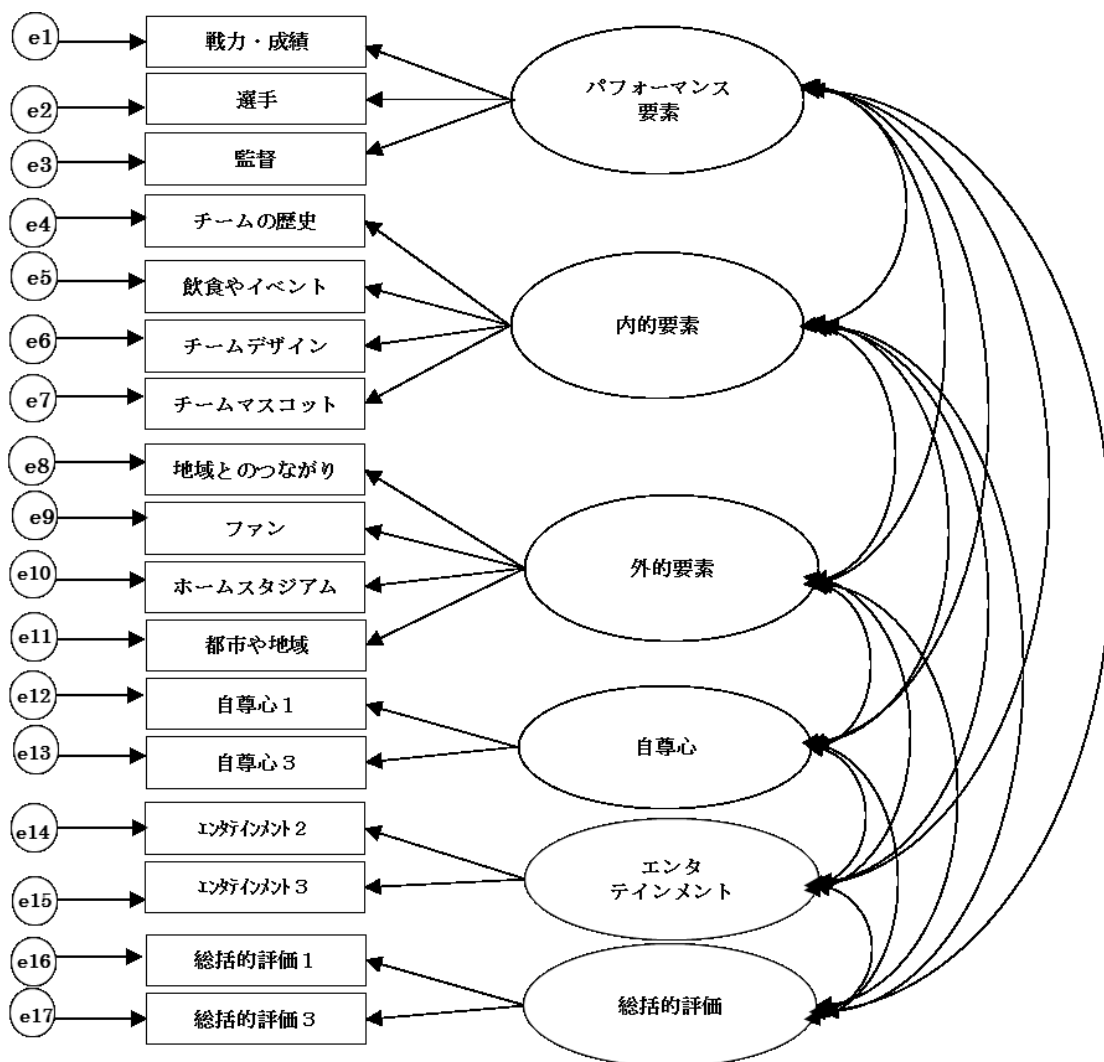 e1
戦力・成績
パフォーマンス
要素
e2
選手
e3
監督
e4
チームの歴史
e5
飲食やイベント
内的要素
e6
チームデザイン
e7
チームマスコット
e8
地域とのつながり
e9
ファン
外的要素
e10
ホームスタジアム
e11
都市や地域
e12
自尊心１
自尊心
e13
自尊心３
e14
ｴﾝﾀﾃｲﾝﾒﾝﾄ２
エンタ
テインメント
e15
ｴﾝﾀﾃｲﾝﾒﾝﾄ３
e16
総括的評価１
総括的評価
e17
総括的評価３